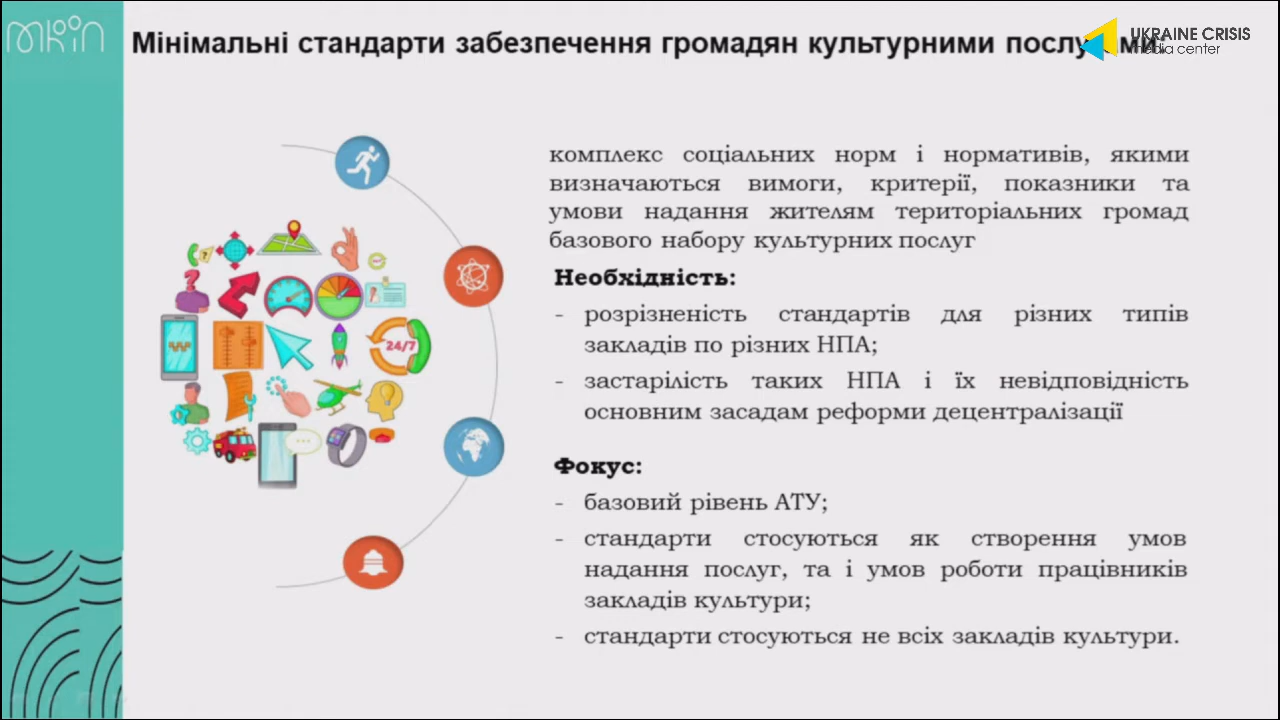 мкіп
Мінімальні стандарти забезпечення громадян культурними послугами:
UKRAINE CRISIS
media center
комплекс соціальних норм і нормативів, якими
визначаються вимоги, критерії, показники та
умови надання жителям територіальних громад
базового набору культурних послуг
Необхідність:
- розрізненість стандартів для різних типів
закладів по різних НПА;
- застарілість таких НПА і їх невідповідність
основним засадам реформи децентралізації
24/7
Фокус:
- базовий рівень АТУ;
- стандарти стосуються як створення умов
надання послуг, та і умов роботи працівників
закладів культури;
- стандарти стосуються не всіх закладів культури.